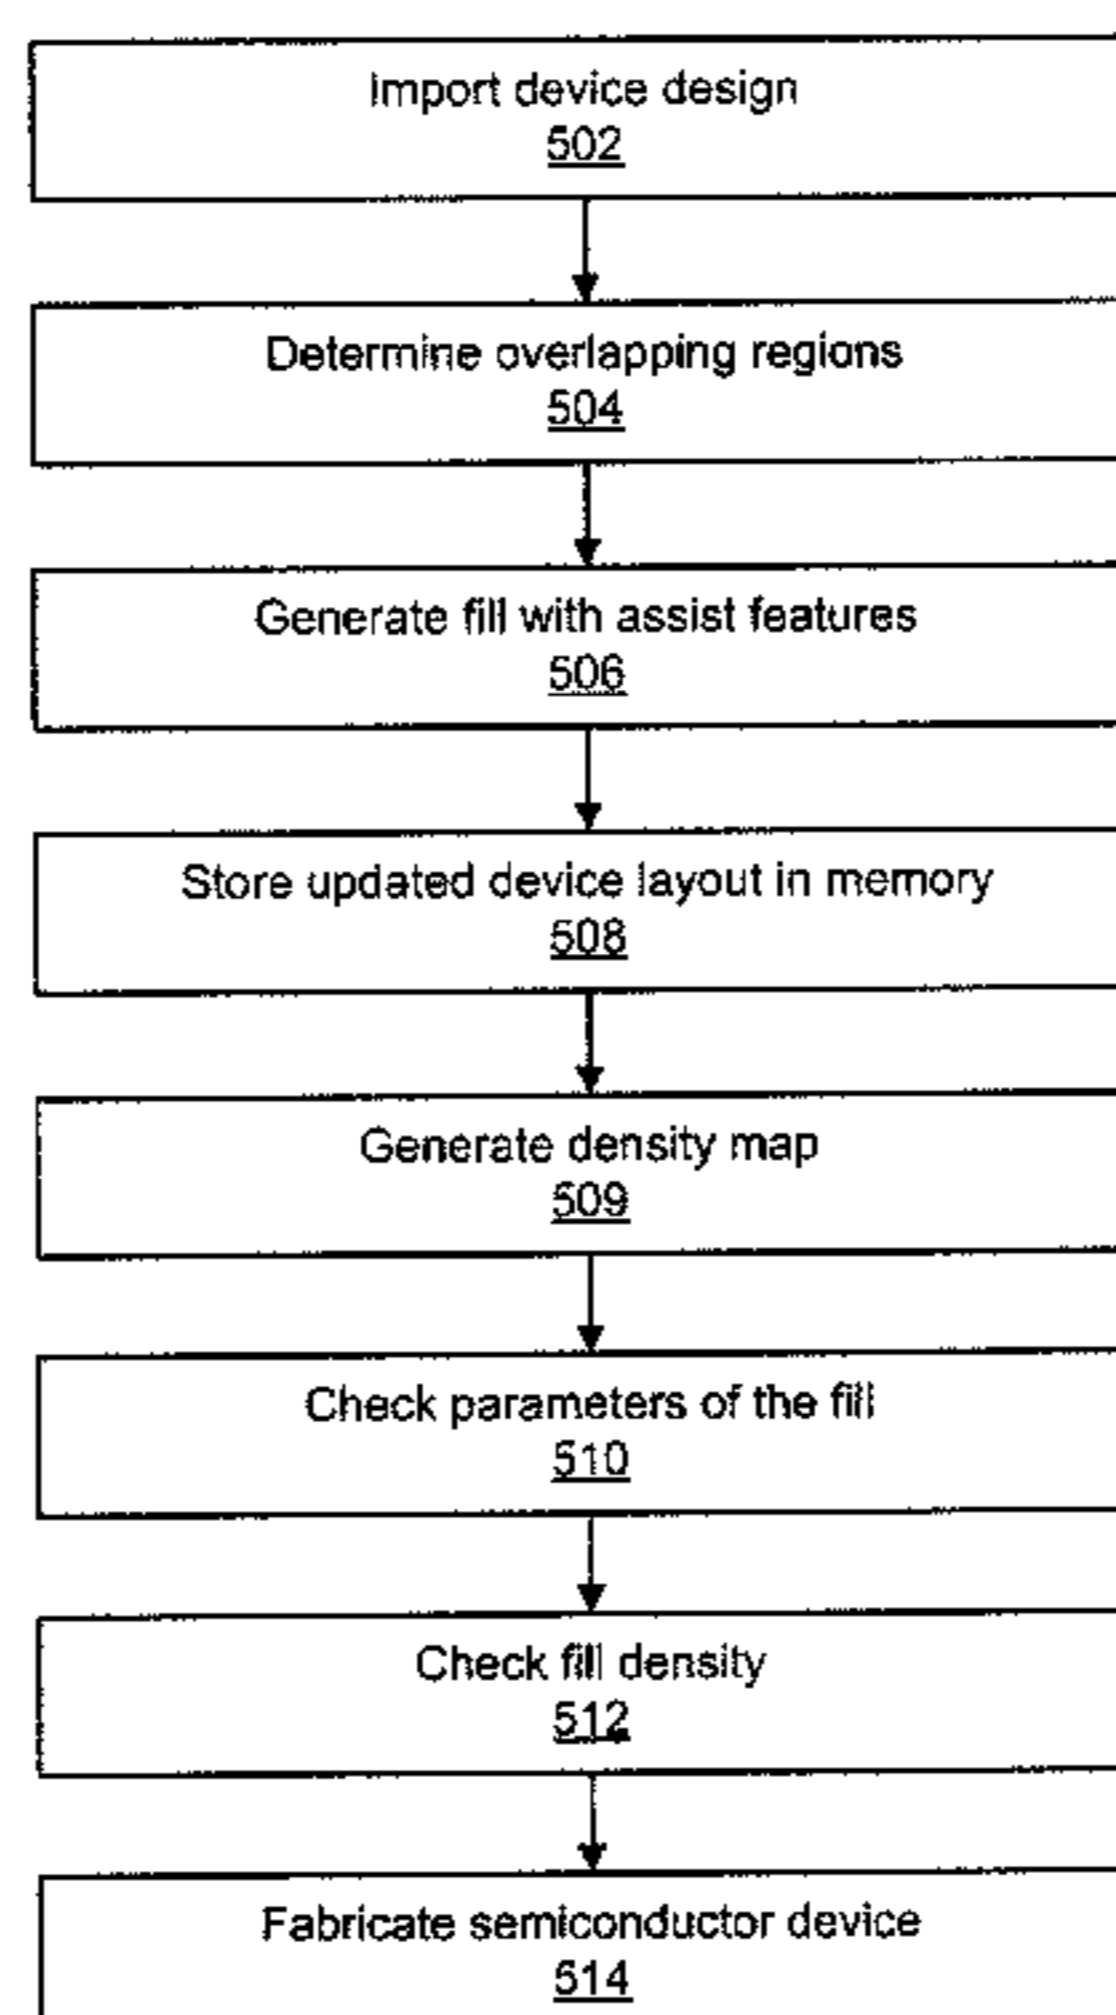 Import device design
502
Determine overlapping regions
504
Generate fill with assist features
506
Store updated device layout in memory
508
Generate density map
509
Check parameters of the fill
510
Check fill density
512
Fabricate semiconductor device
514